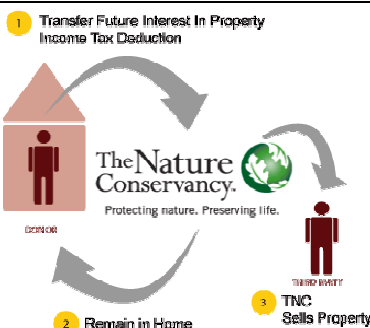 1 Transfer Future Interest In Property
Income Tax Deduction
The Nature
Conservancy.
Protecting nature. Preserving life.
DONOR
THIRD PARTY
2 Remain in Home
3 TNC
Sells Property